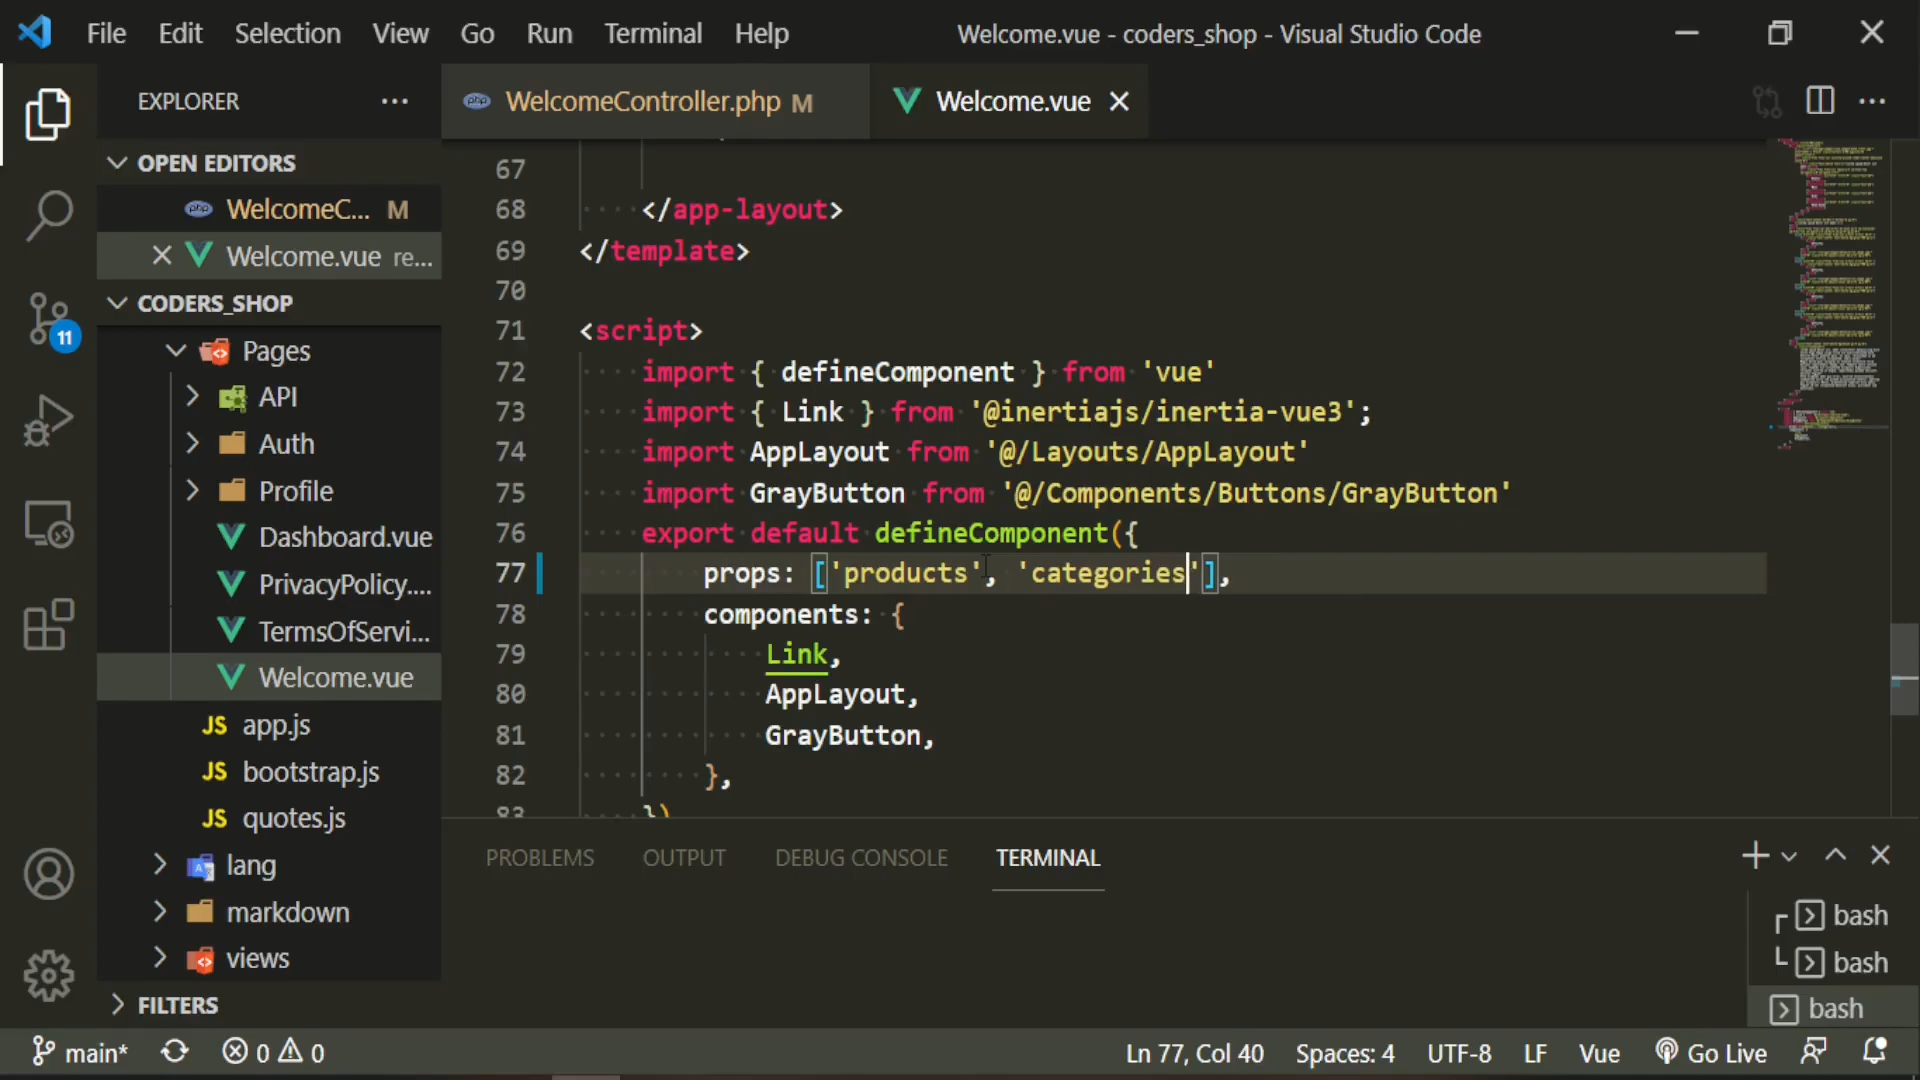 File Edit Selection View Go Run Terminal Help
Welcome.vue - coders_shop - Visual Studio Code
EXPLORER
OPEN EDITORS
WelcomeC... M
Welcome.vue re...
CODERS_SHOP
Pages
API
Auth
Profile
Dashboard.vue
PrivacyPolicy....
TermsOfServi...
Welcome.vue
JS app.js
JS bootstrap.js
JS quotes.js
lang
markdown
views
FILTERS
11
php WelcomeController.php M
Welcome.vue
67
68 </app-layout>
69 </template>
70
71 <script>
72 import { defineComponent } from 'vue'
73 import { Link } from '@inertiajs/inertia-vue3';
74 import AppLayout from '@/Layouts/AppLayout'
75 import GrayButton from '@/Components/Buttons/GrayButton'
76 export default defineComponent({
77 props: ['products', 'categories'],
78 components: {
79 Link,
80 AppLayout,
81 GrayButton,
82 },
83 })
PROBLEMS OUTPUT DEBUG CONSOLE TERMINAL
bash
bash
bash
main* 0 0
Ln 77, Col 40 Spaces: 4 UTF-8 LF Vue Go Live